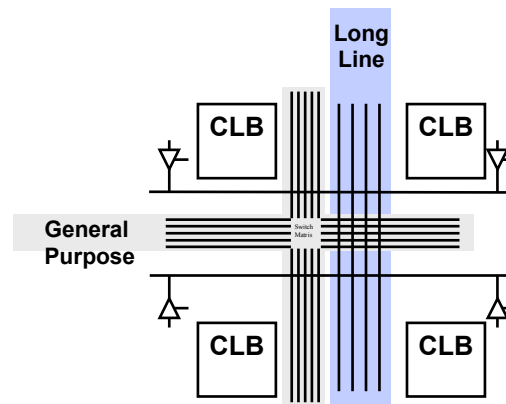 Long
Line
CLB
CLB
General
Purpose
Switch
Matrix
CLB
CLB